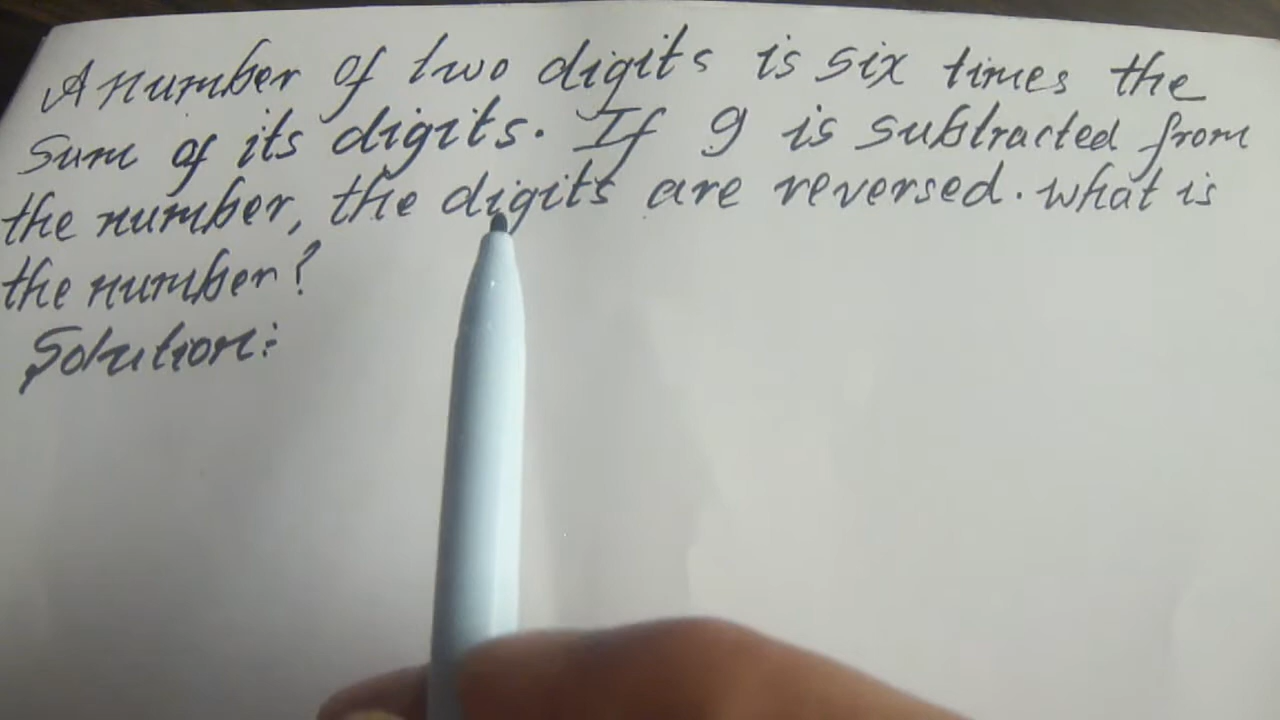 A number of two digits is six times the
Sum of its digits. If 9 is subtracted from
the number, the digits are reversed. what is
the number?
Solution: